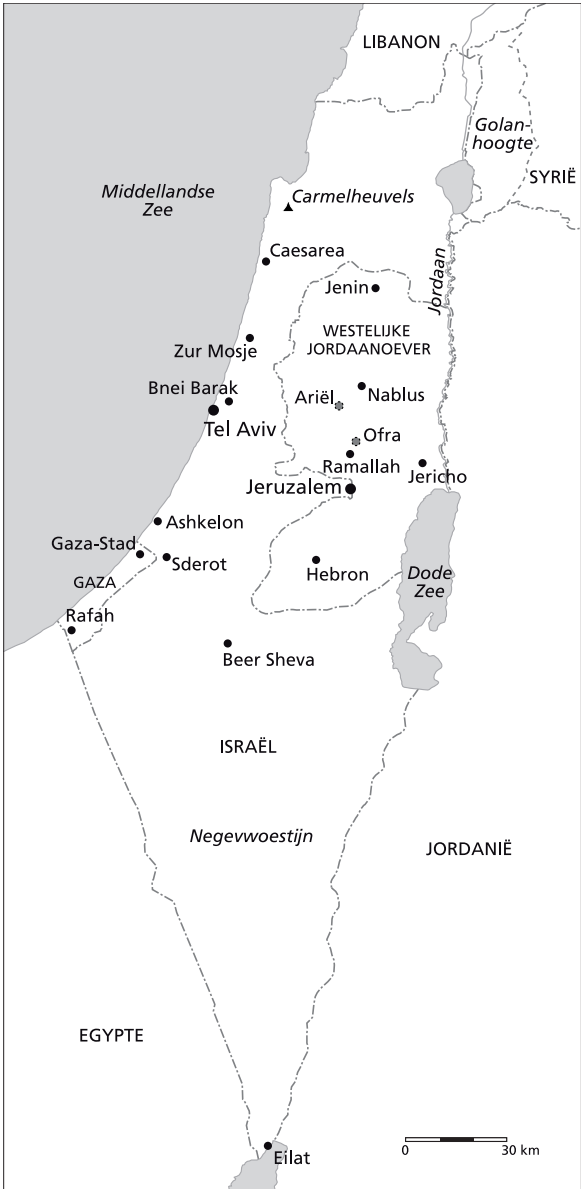 LIBANON
Golan-
hoogte
SYRIË
Middellandse
Zee
Carmelheuvels
Caesarea
Jordaan
Jenin
WESTELIJKE
JORDAANOEVER
Zur Mosje
Bnei Barak
Ariël
Nablus
Tel Aviv
Ofra
Ramallah
Jericho
Jeruzalem
Ashkelon
Gaza-Stad
Sderot
Hebron
Dode
Zee
GAZA
Rafah
Beer Sheva
ISRAËL
Negevwoestijn
JORDANIË
EGYPTE
Eilat
0 30 km